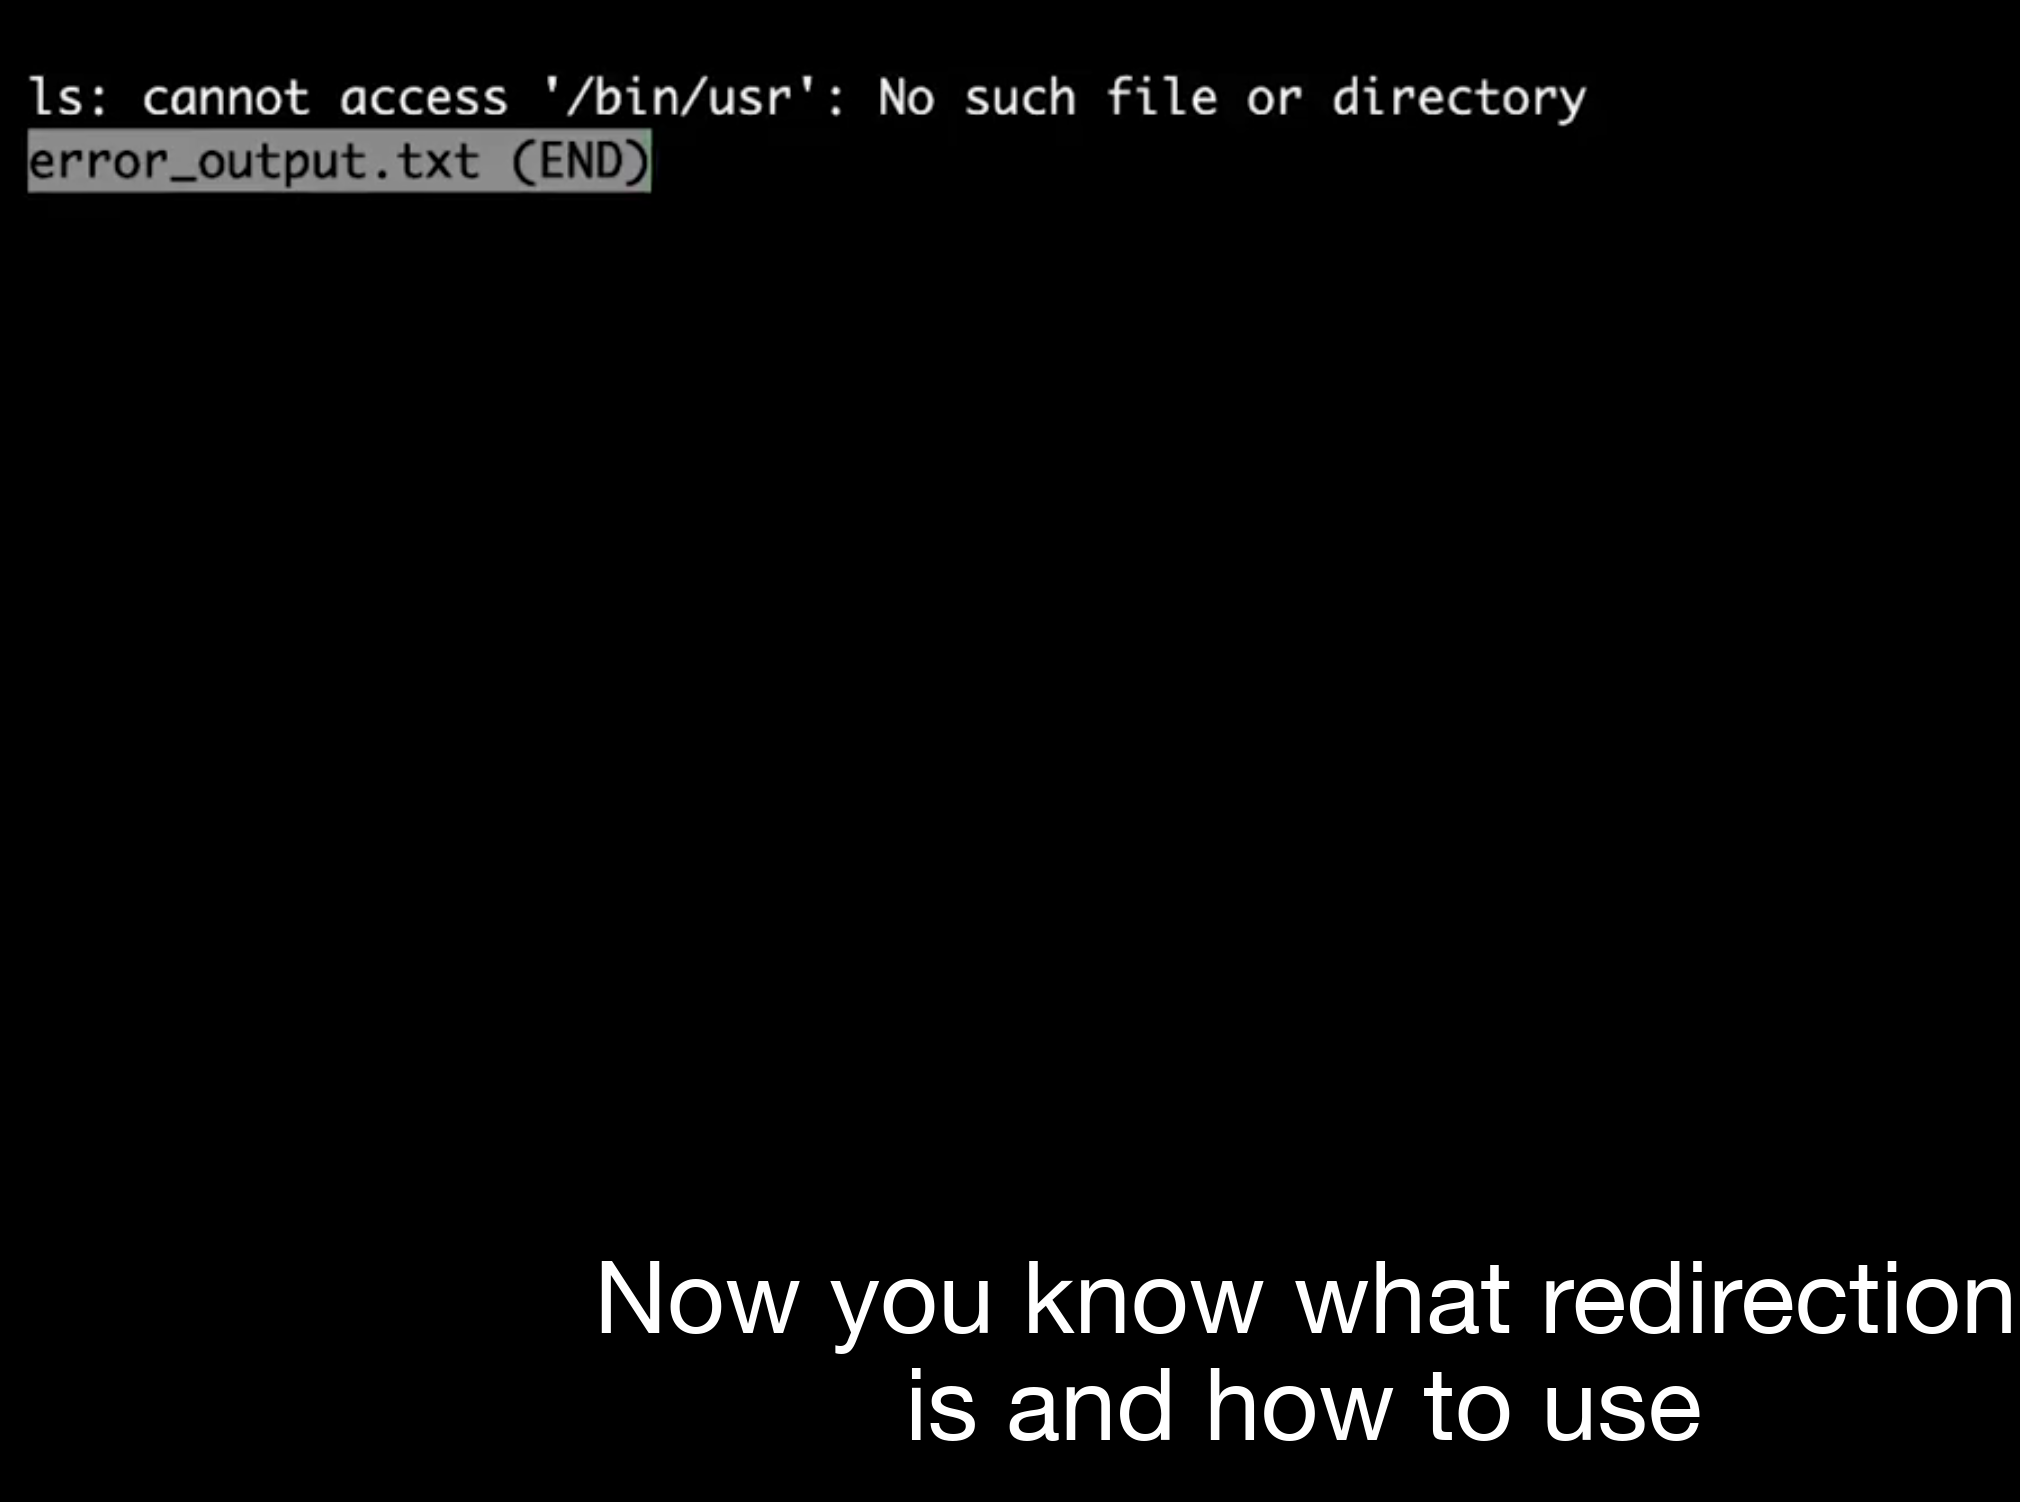 ls: cannot access '/bin/usr': No such file or directory
error_output.txt (END)
Now you know what redirection
is and how to use